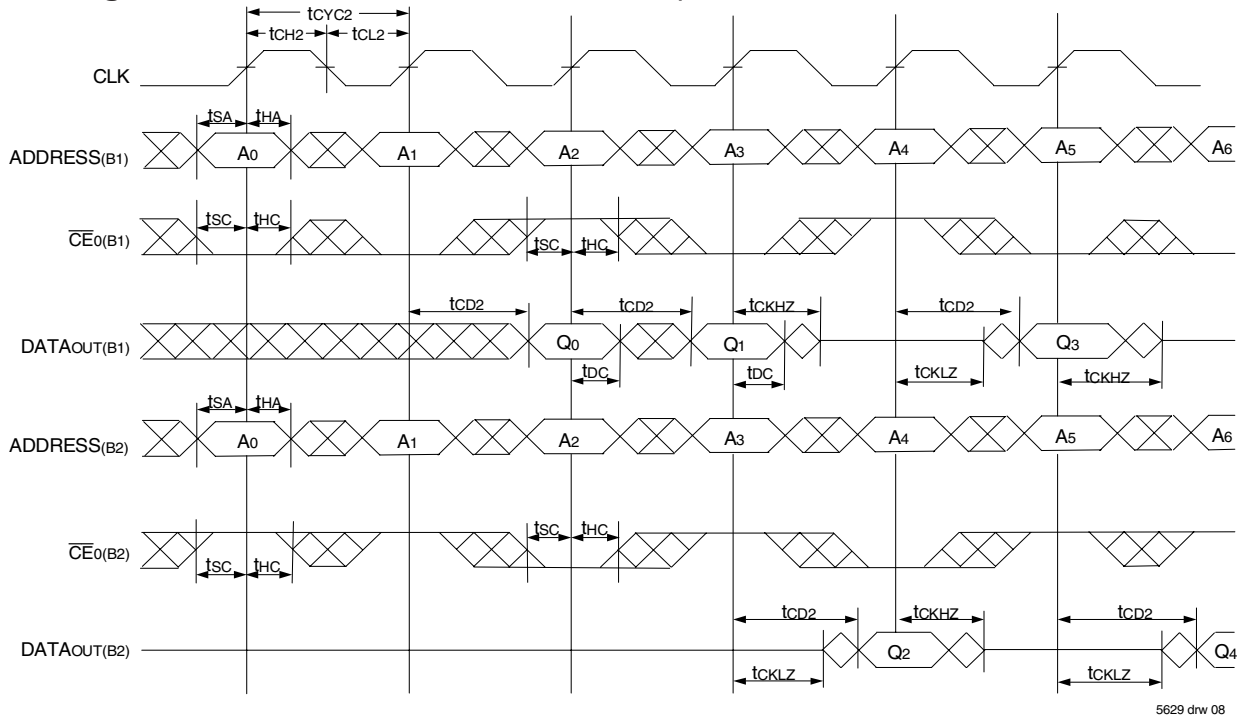 tCYC2
tCH2 tCL2
CLK
tSA tHA
ADDRESS(B1) A0 A1 A2 A3 A4 A5 A6
tSC tHC
CE0(B1)
tSC tHC
tCD2 tCD2 tCKHZ tCD2
DATAOUT(B1) Q0 Q1 Q3
tDC tDC tCKLZ tCKHZ
tSA tHA
ADDRESS(B2) A0 A1 A2 A3 A4 A5 A6
tSC tHC
CE0(B2)
tSC tHC
tCD2 tCKHZ tCD2
DATAOUT(B2) Q2 Q4
tCKLZ tCKLZ
5629 drw 08